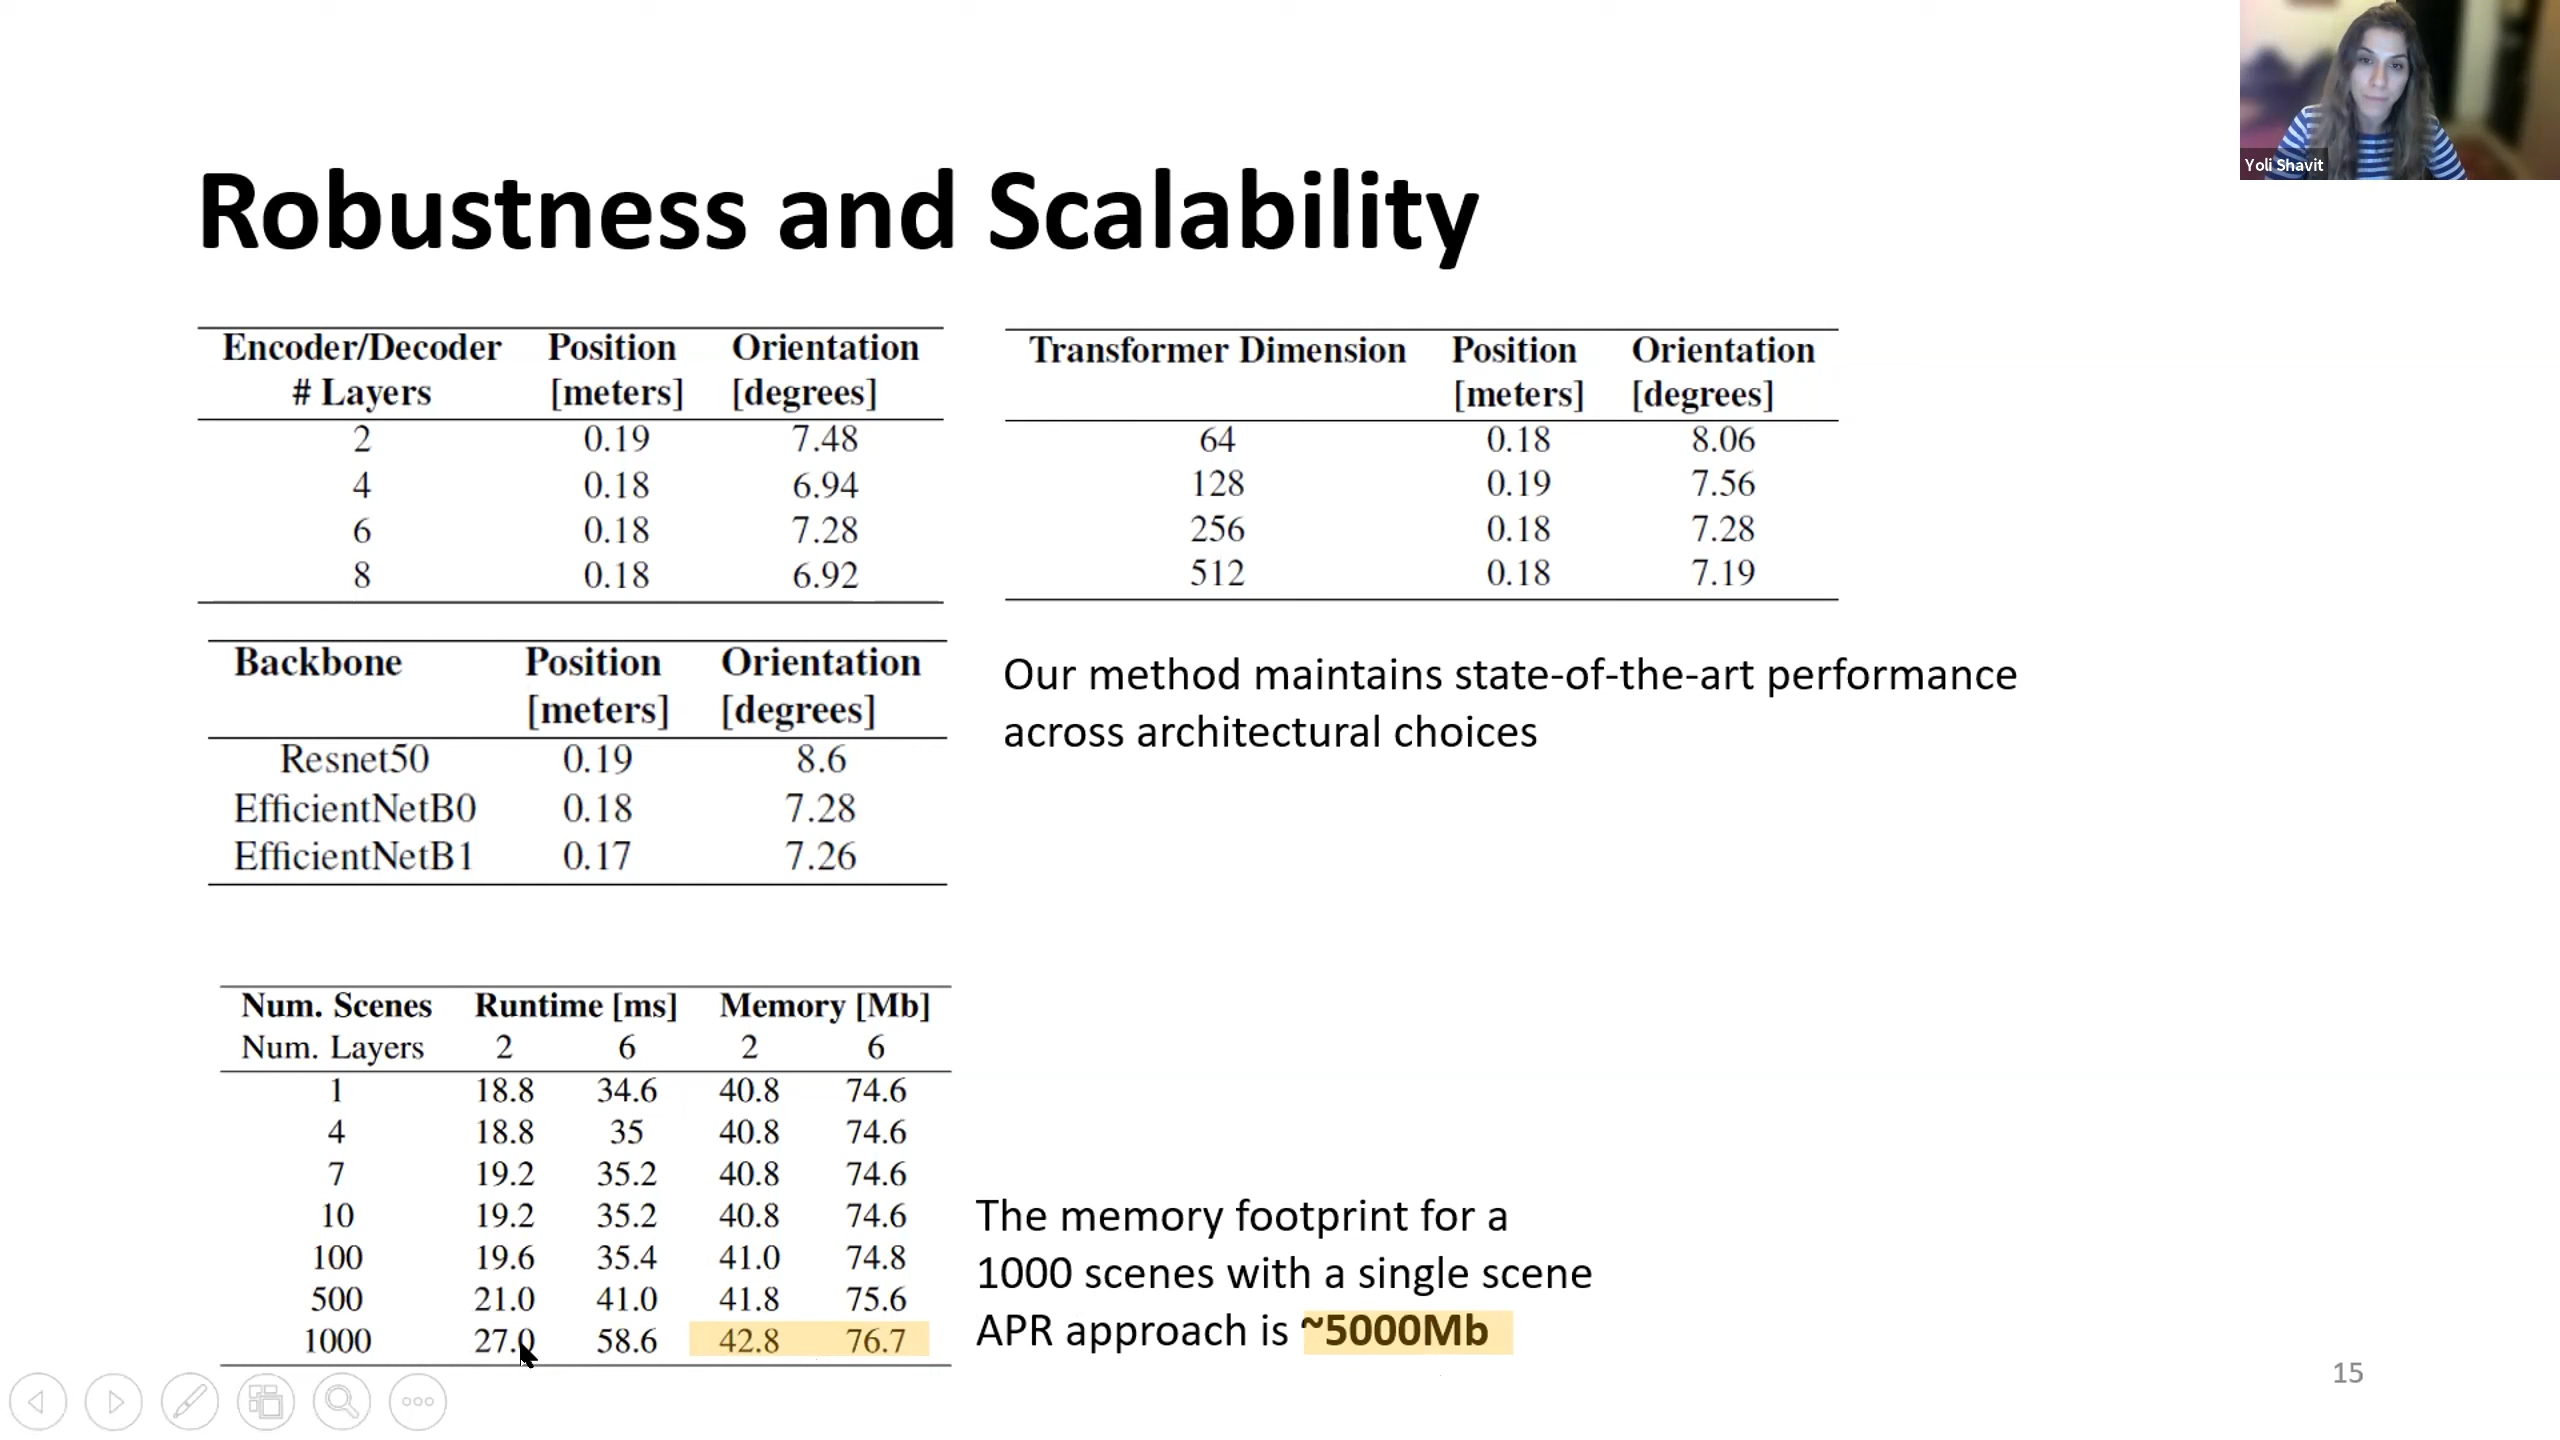 Yoli Shavit
Robustness and Scalability
Encoder/Decoder Position Orientation
# Layers [meters] [degrees]
2 0.19 7.48
4 0.18 6.94
6 0.18 7.28
8 0.18 6.92
Transformer Dimension Position Orientation
[meters] [degrees]
64 0.18 8.06
128 0.19 7.56
256 0.18 7.28
512 0.18 7.19
Backbone Position Orientation
[meters] [degrees]
Resnet50 0.19 8.6
EfficientNetB0 0.18 7.28
EfficientNetB1 0.17 7.26
Our method maintains state-of-the-art performance
across architectural choices
Num. Scenes Runtime [ms] Memory [Mb]
Num. Layers 2 6 2 6
1 18.8 34.6 40.8 74.6
4 18.8 35 40.8 74.6
7 19.2 35.2 40.8 74.6
10 19.2 35.2 40.8 74.6
100 19.6 35.4 41.0 74.8
500 21.0 41.0 41.8 75.6
1000 27.0 58.6 42.8 76.7
The memory footprint for a
1000 scenes with a single scene
APR approach is ~5000Mb
15